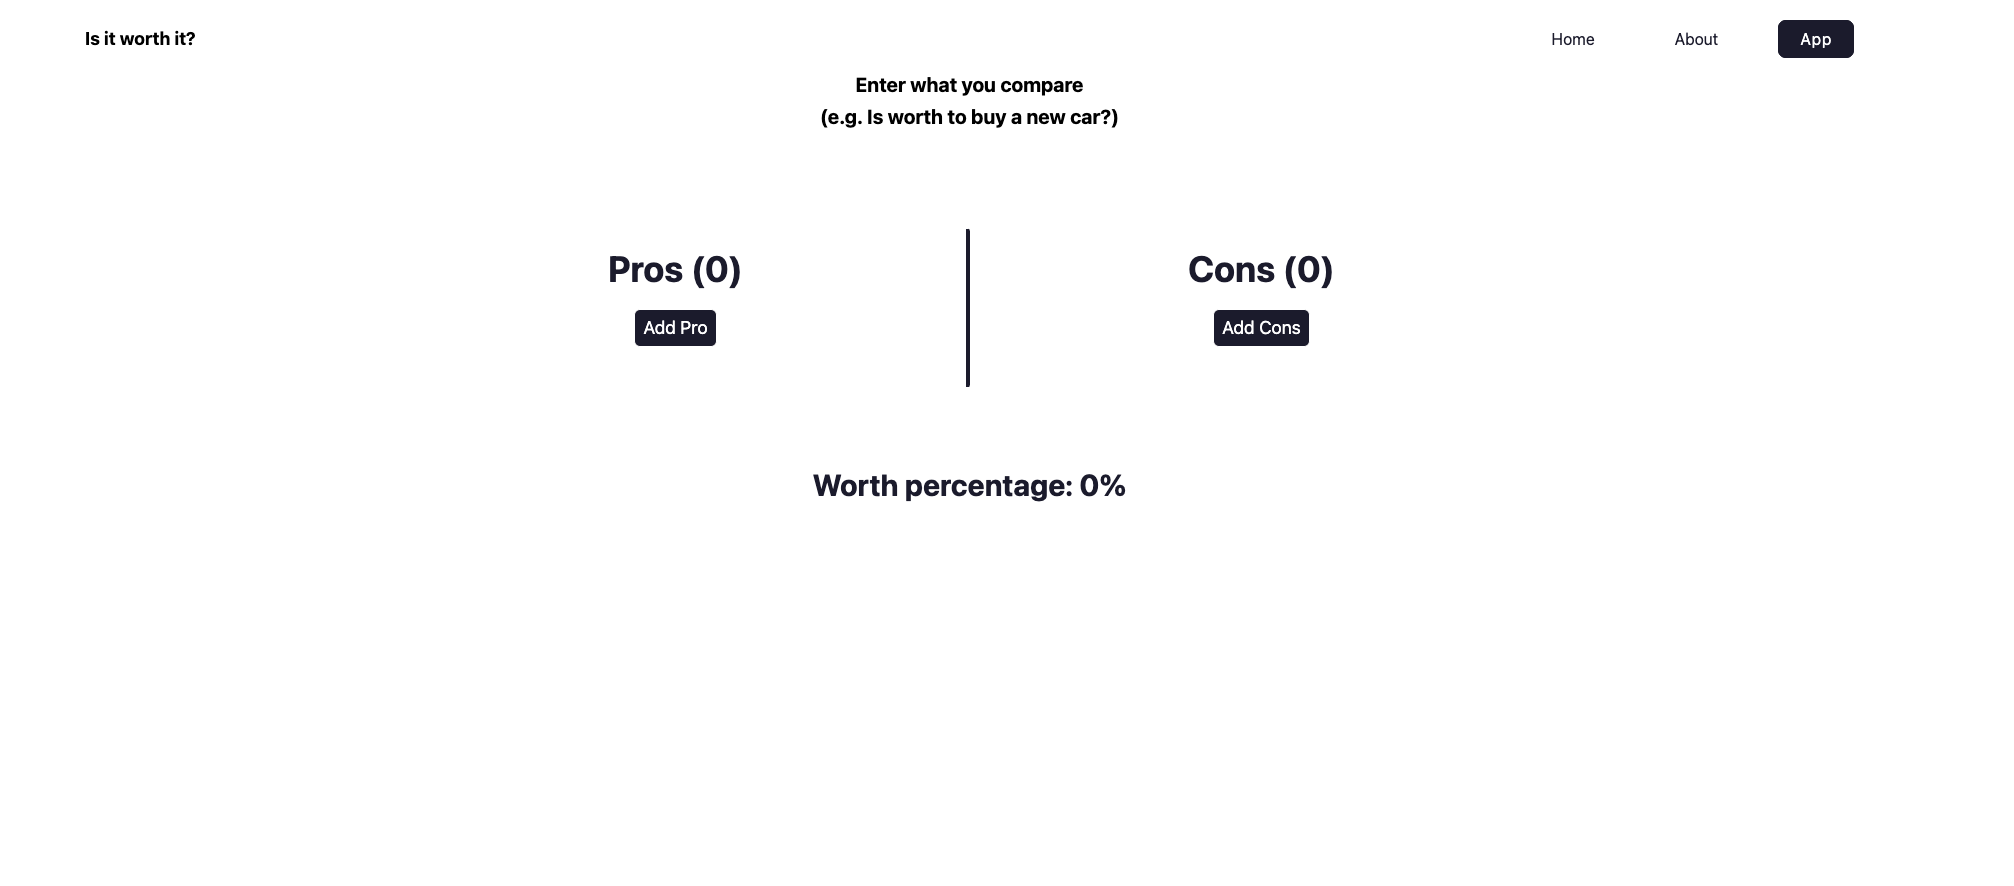 Is it worth it?
Home About App
Enter what you compare
(e.g. Is worth to buy a new car?)
Pros (0)
Add Pro
Cons (0)
Add Cons
Worth percentage: 0%